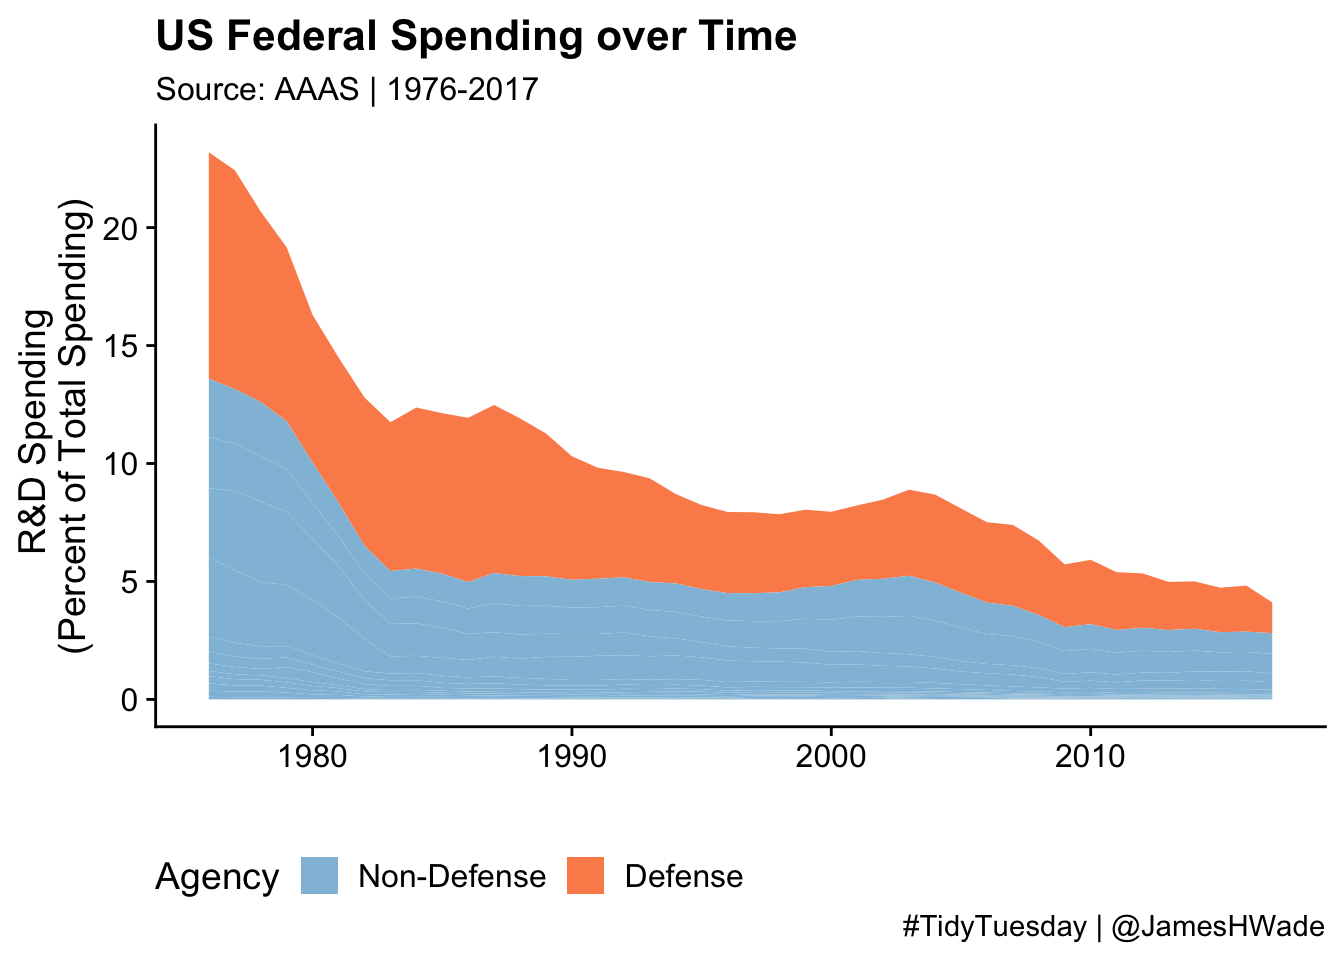 US Federal Spending over Time
Source: AAAS | 1976-2017
R&D Spending
(Percent of Total Spending)
20
15
10
5
0
1980 1990 2000 2010
Agency Non-Defense Defense
#TidyTuesday | @JamesHWade